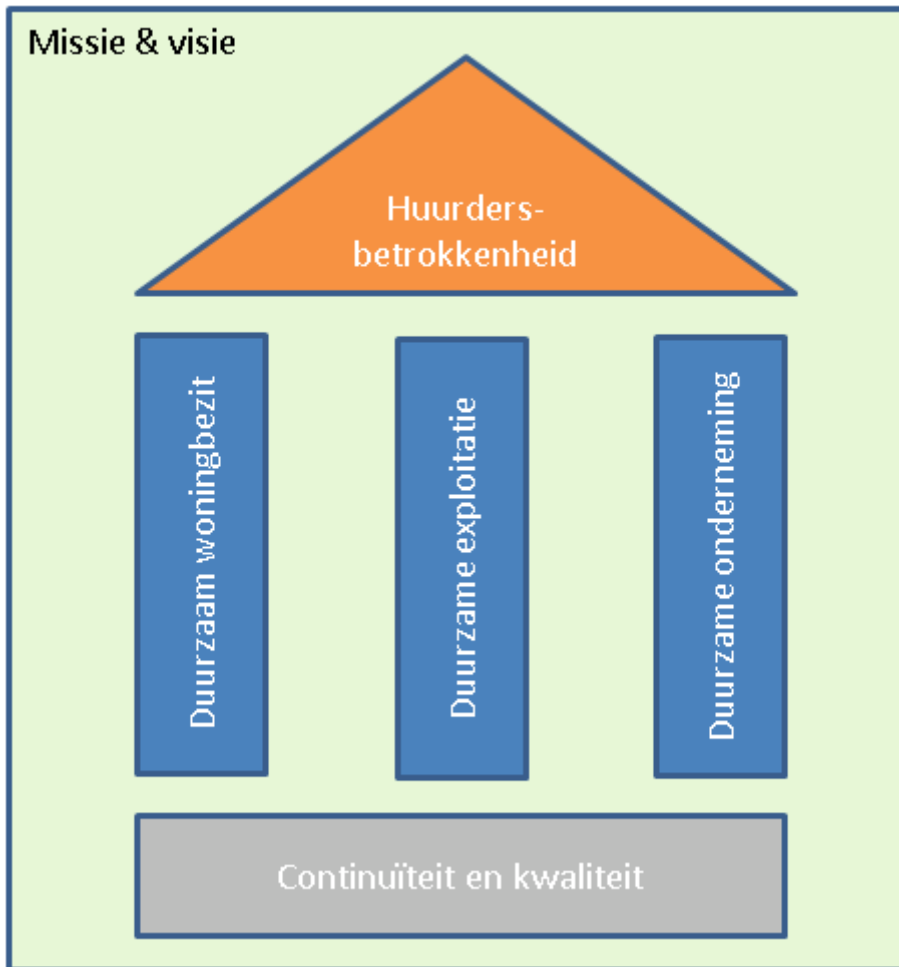 Missie & visie
Huurders-
betrokkenheid
Duurzaam woningbezit
Duurzame exploitatie
Duurzame onderneming
Continuïteit en kwaliteit